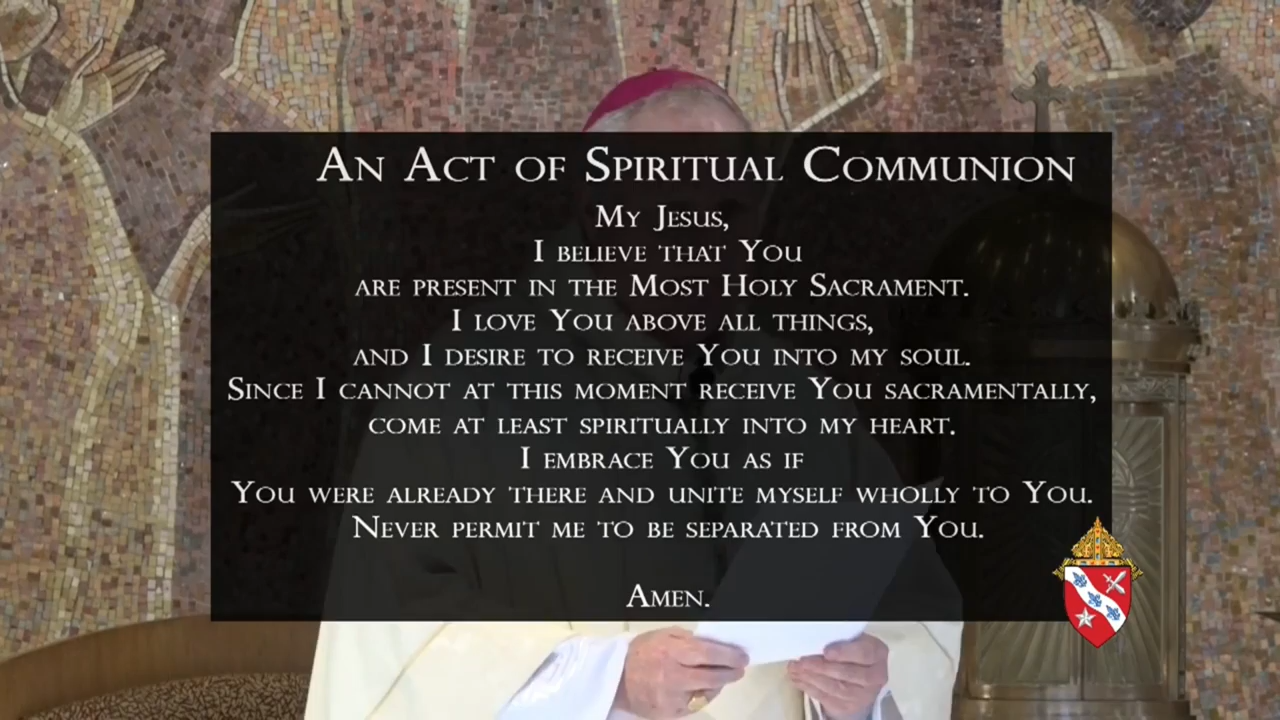 An Act of Spiritual Communion
My Jesus,
I believe that You
are present in the Most Holy Sacrament.
I love You above all things,
and I desire to receive You into my soul.
Since I cannot at this moment receive You sacramentally,
come at least spiritually into my heart.
I embrace You as if
You were already there and unite myself wholly to You.
Never permit me to be separated from You.
Amen.